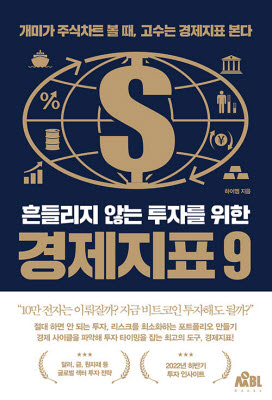 개미가 주식차트 볼 때, 고수는 경제지표 본다
$
%
하이엠 지음
흔들리지 않는 투자를 위한
경제지표 9
“10만 전자는 이뤄질까? 지금 비트코인 투자해도 될까?”
절대 하면 안 되는 투자, 리스크를 최소화하는 포트폴리오 만들기
경제 사이클을 파악해 투자 타이밍을 잡는 최고의 도구, 경제지표!
★★★
달러, 금, 원자재 등
글로벌 섹터 투자 전략
★★★
2022년 하반기
투자 인사이트